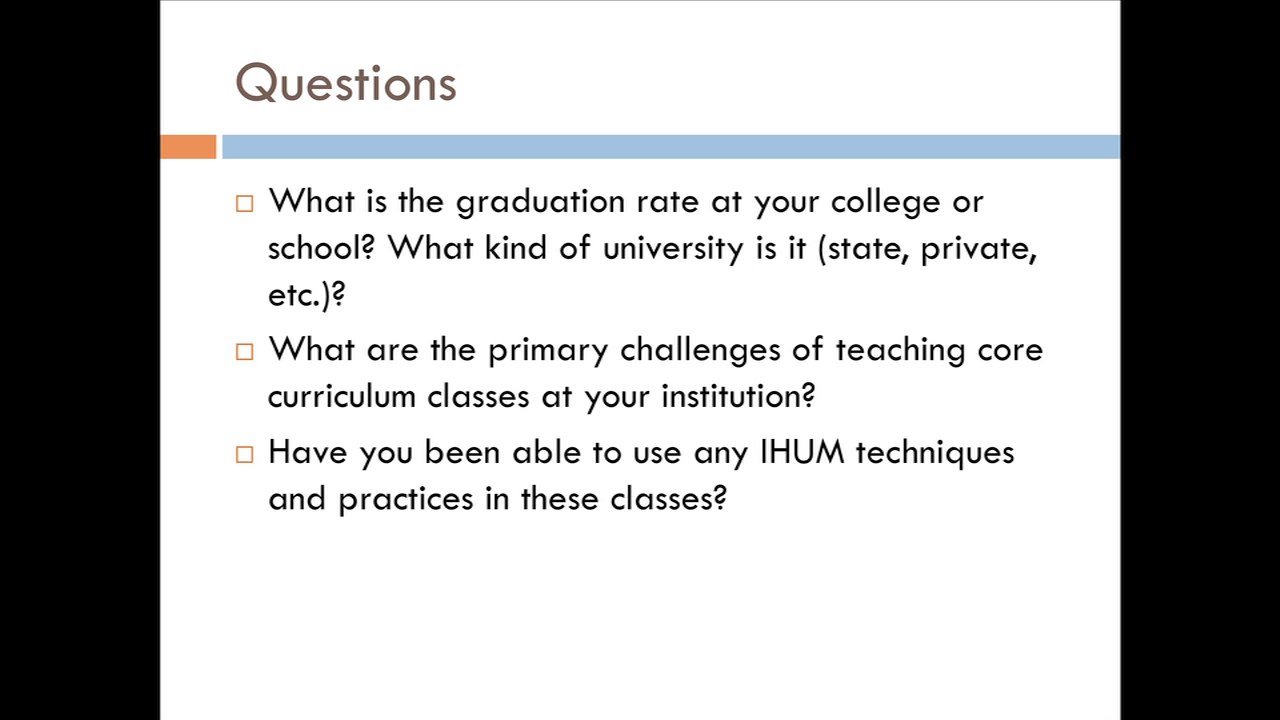 Questions
What is the graduation rate at your college or
school? What kind of university is it (state, private,
etc.)?
What are the primary challenges of teaching core
curriculum classes at your institution?
Have you been able to use any IHUM techniques
and practices in these classes?